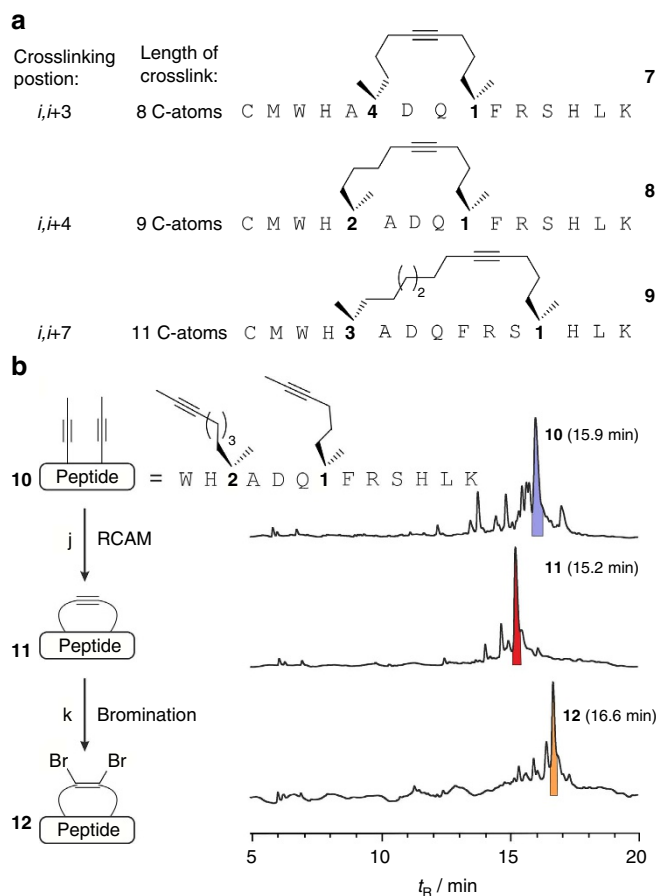 a
Crosslinking postion:
Length of crosslink:
7
i,i+3 8 C-atoms C M W H A 4 D Q 1 F R S H L K
8
i,i+4 9 C-atoms C M W H 2 A D Q 1 F R S H L K
2
9
i,i+7 11 C-atoms C M W H 3 A D Q F R S 1 H L K
b
3
10 (15.9 min)
10 Peptide = W H 2 A D Q 1 F R S H L K
j RCAM
11 (15.2 min)
11 Peptide
k Bromination
12 (16.6 min)
Br Br
12 Peptide
5 10 15 20
tR / min